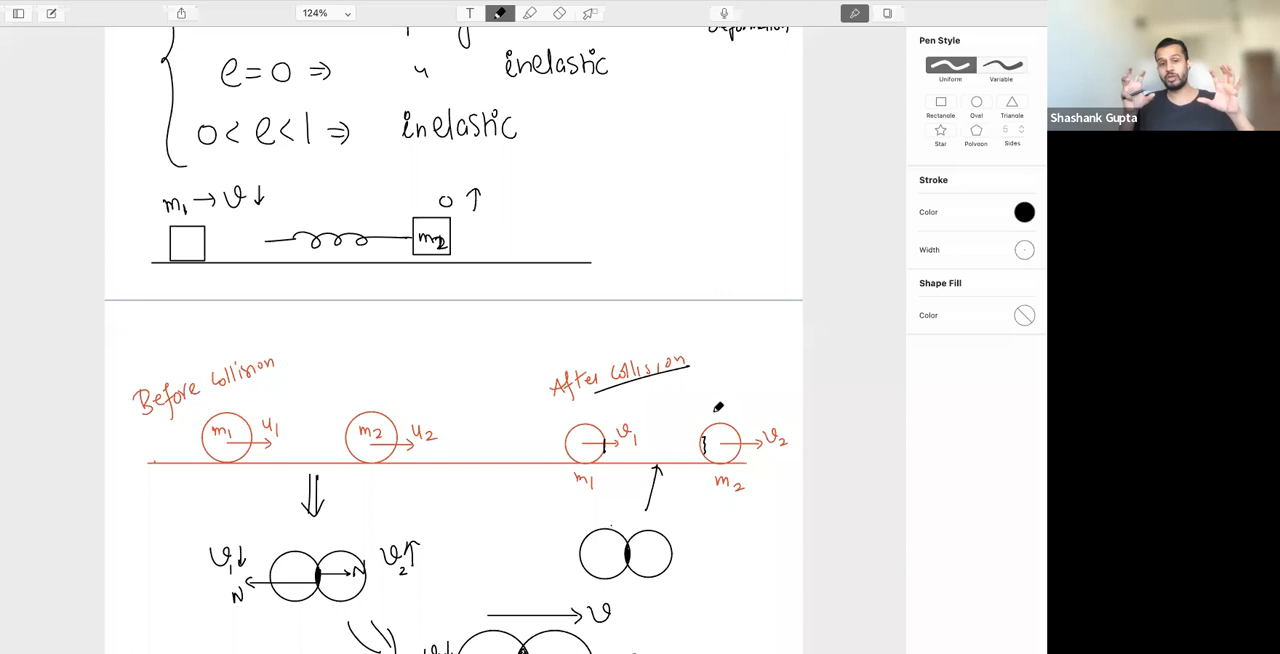 124%
T
Pen Style
Uniform
Variable
Rectangle
Oval
Triangle
Star
Polygon
5
Sides
Stroke
Color
Width
Shape Fill
Color
Shashank Gupta
e = 0 ⇒ 〃 inelastic
0 < e < 1 ⇒ inelastic
m₁ → v ↓
0 ↑
m₂
Before Collision
After Collision
m₁ u₁
m₂ u₂
v₁
v₂
m₁
m₂
v₁↓
v₂↑
N
N
v